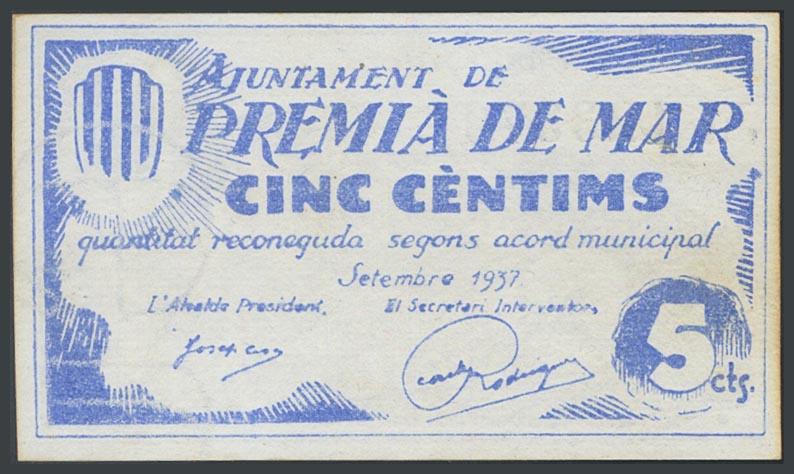 AJUNTAMENT DE
PREMIÀ DE MAR
CINC CÈNTIMS
quantitat reconeguda segons acord municipal
Setembre 1937
L'Alcalde President, El Secretari Interventor,
Rodríguez
5 cts.